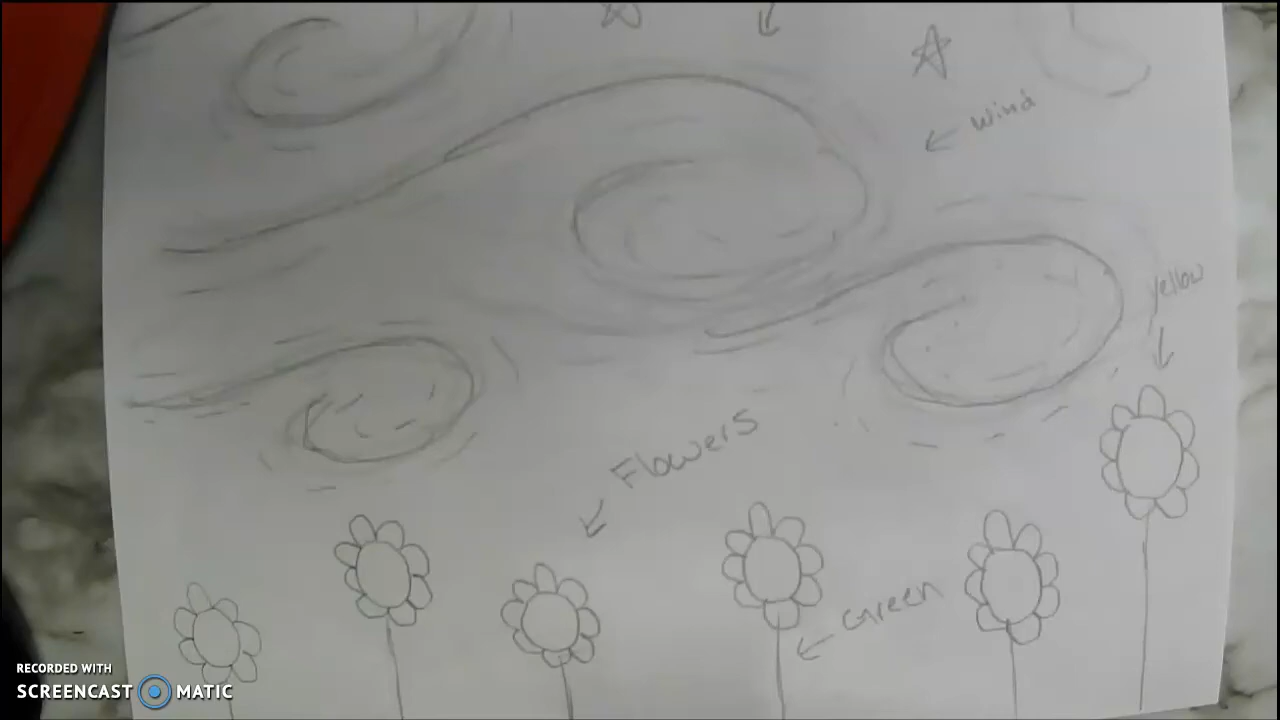 Wind
yellow
Flowers
Green
RECORDED WITH
SCREENCAST MATIC